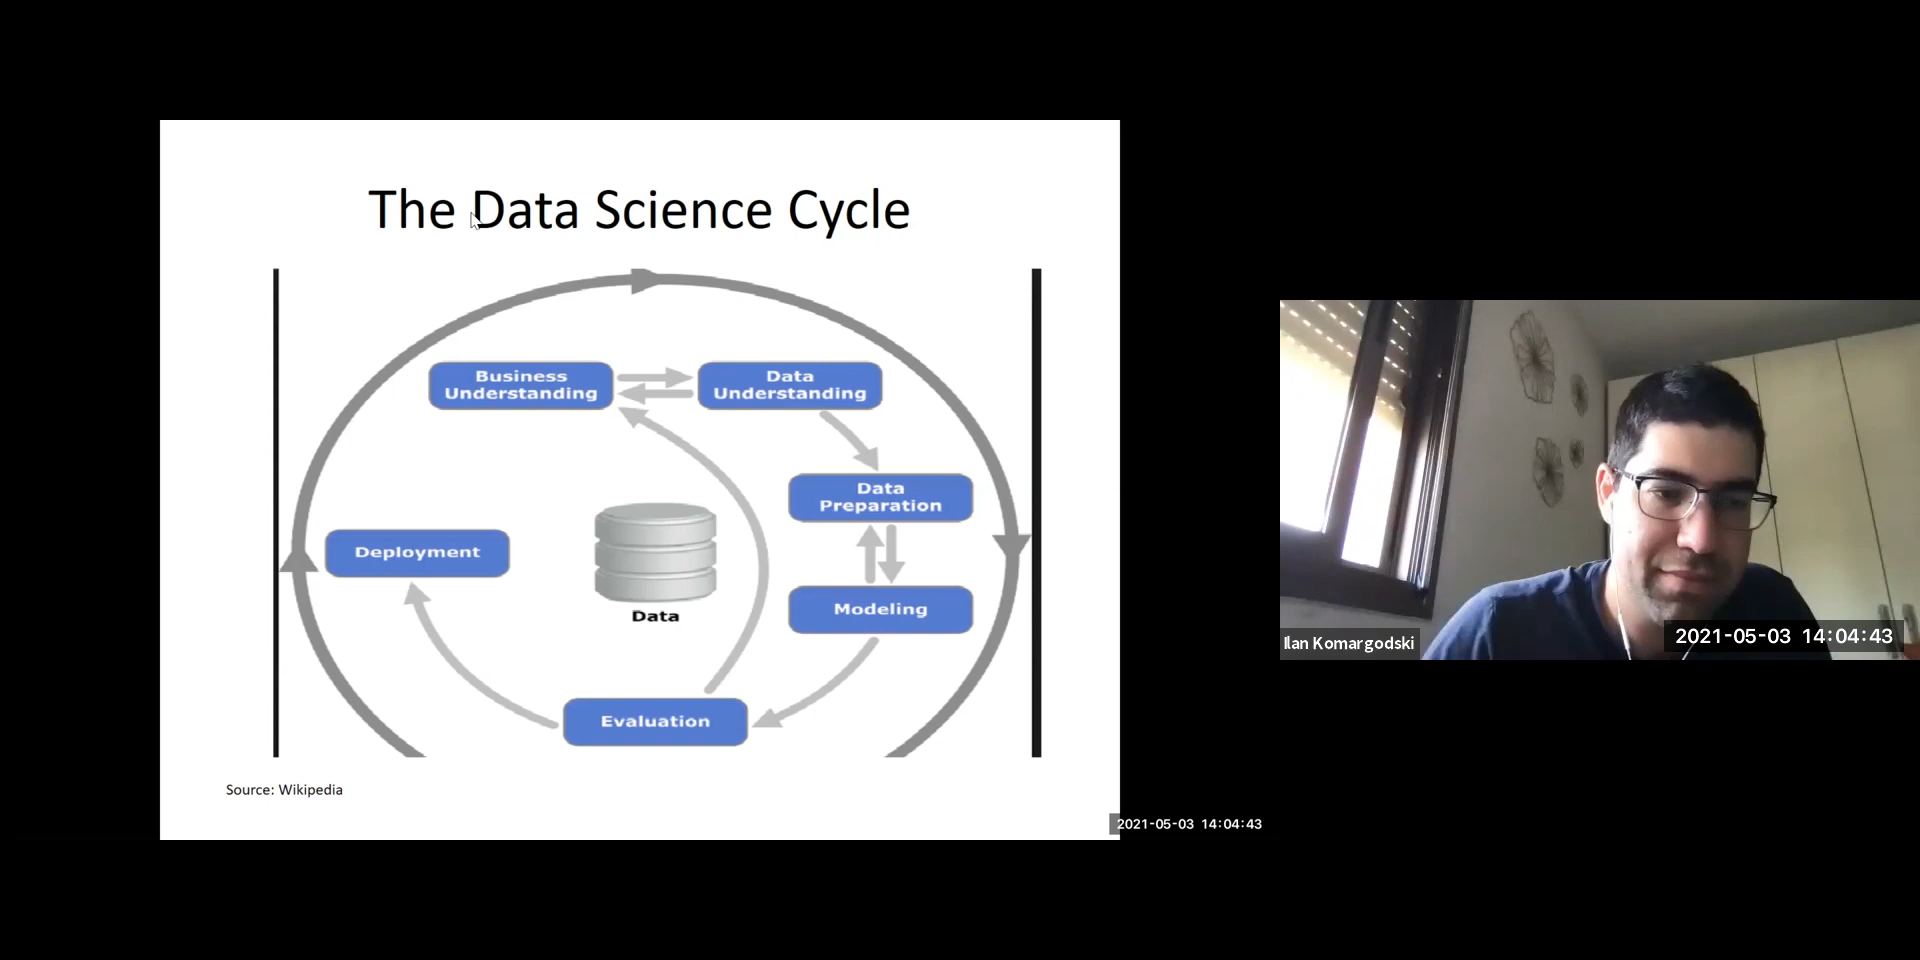 The Data Science Cycle
Business
Understanding
Data
Understanding
Data
Preparation
Deployment
Data
Modeling
Evaluation
Source: Wikipedia
2021-05-03 14:04:43
Ilan Komargodski
2021-05-03 14:04:43